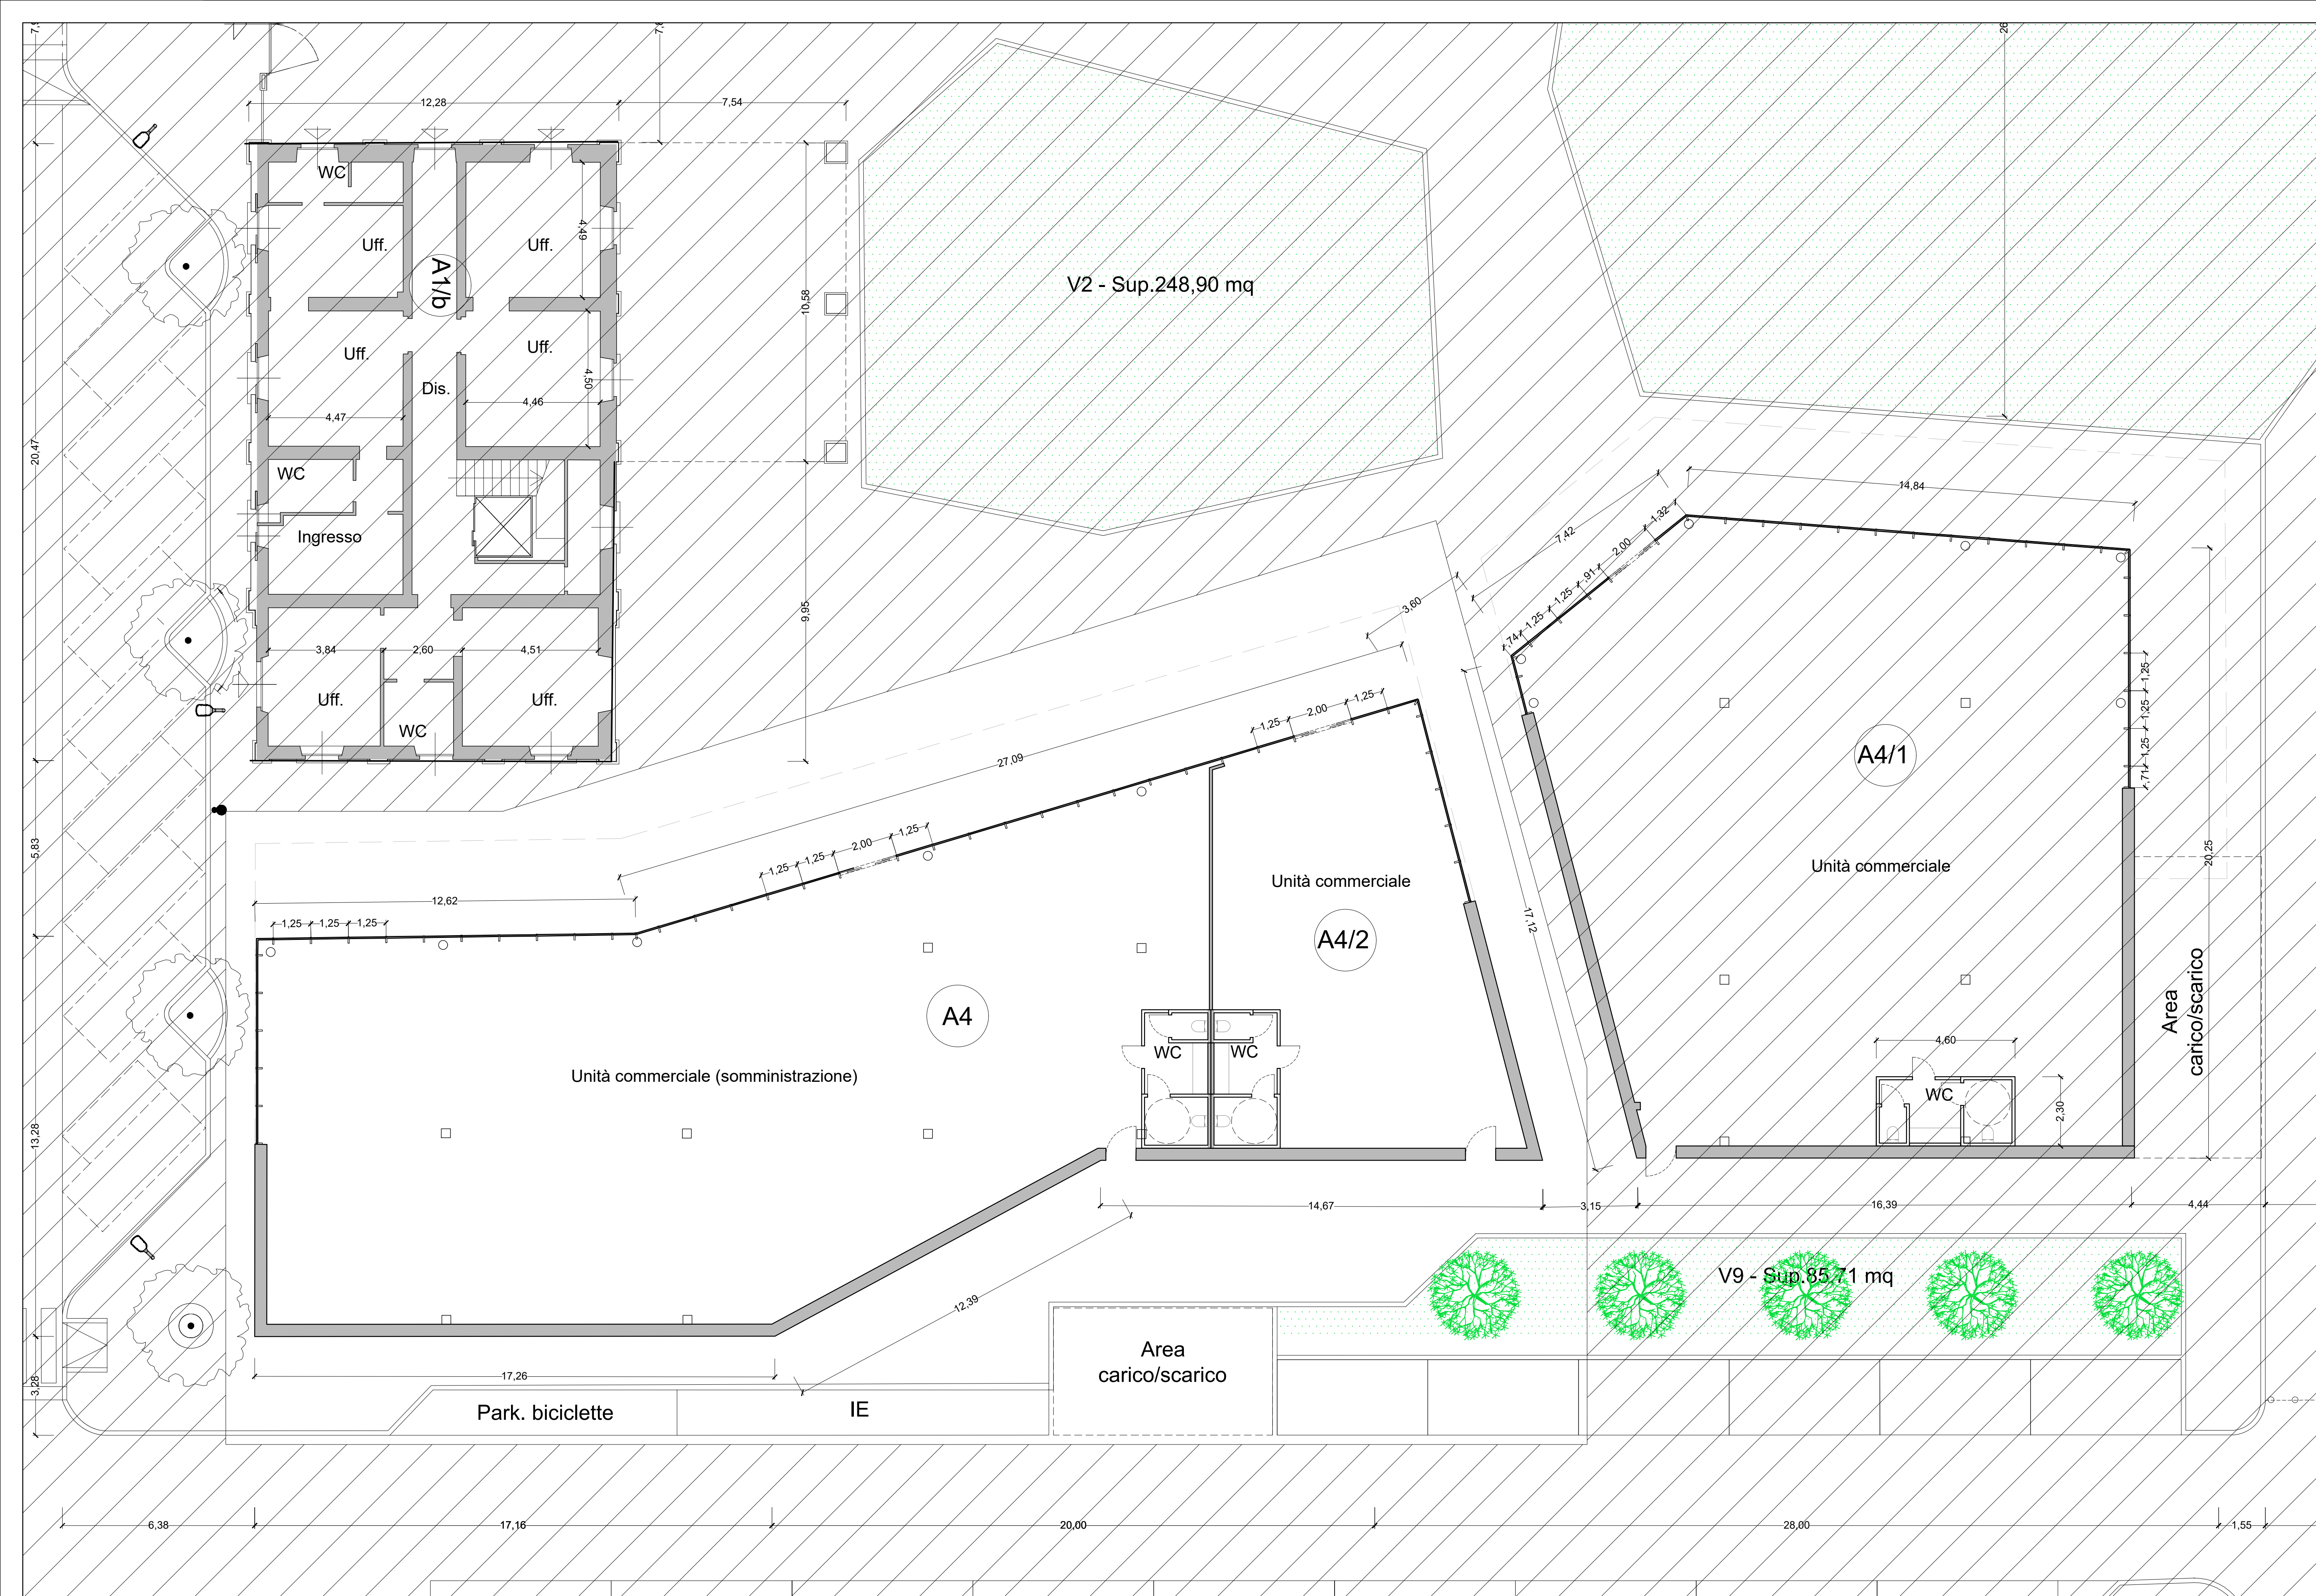 12,28
7,54
WC
Uff.
Uff.
4,49
A1/b
V2 - Sup.248,90 mq
10,58
Uff.
Uff.
Dis.
4,50
4,46
4,47
20,47
WC
Ingresso
14,84
1,32
7,42
2,00
,91
1,25
1,25
,74
3,60
9,95
3,84
2,60
4,51
Uff.
WC
Uff.
1,25
2,00
1,25
27,09
1,25
1,25
1,25
,71
A4/1
Unità commerciale
20,25
5,83
1,25
2,00
1,25
1,25
12,62
1,25
1,25
1,25
Unità commerciale
A4/2
17,12
A4
Unità commerciale (somministrazione)
WC
WC
4,60
WC
2,30
Area
carico/scarico
13,28
14,67
3,15
16,39
4,44
12,39
V9 - Sup.85,71 mq
Area
carico/scarico
17,26
3,28
Park. biciclette
IE
6,38
17,16
20,00
28,00
1,55